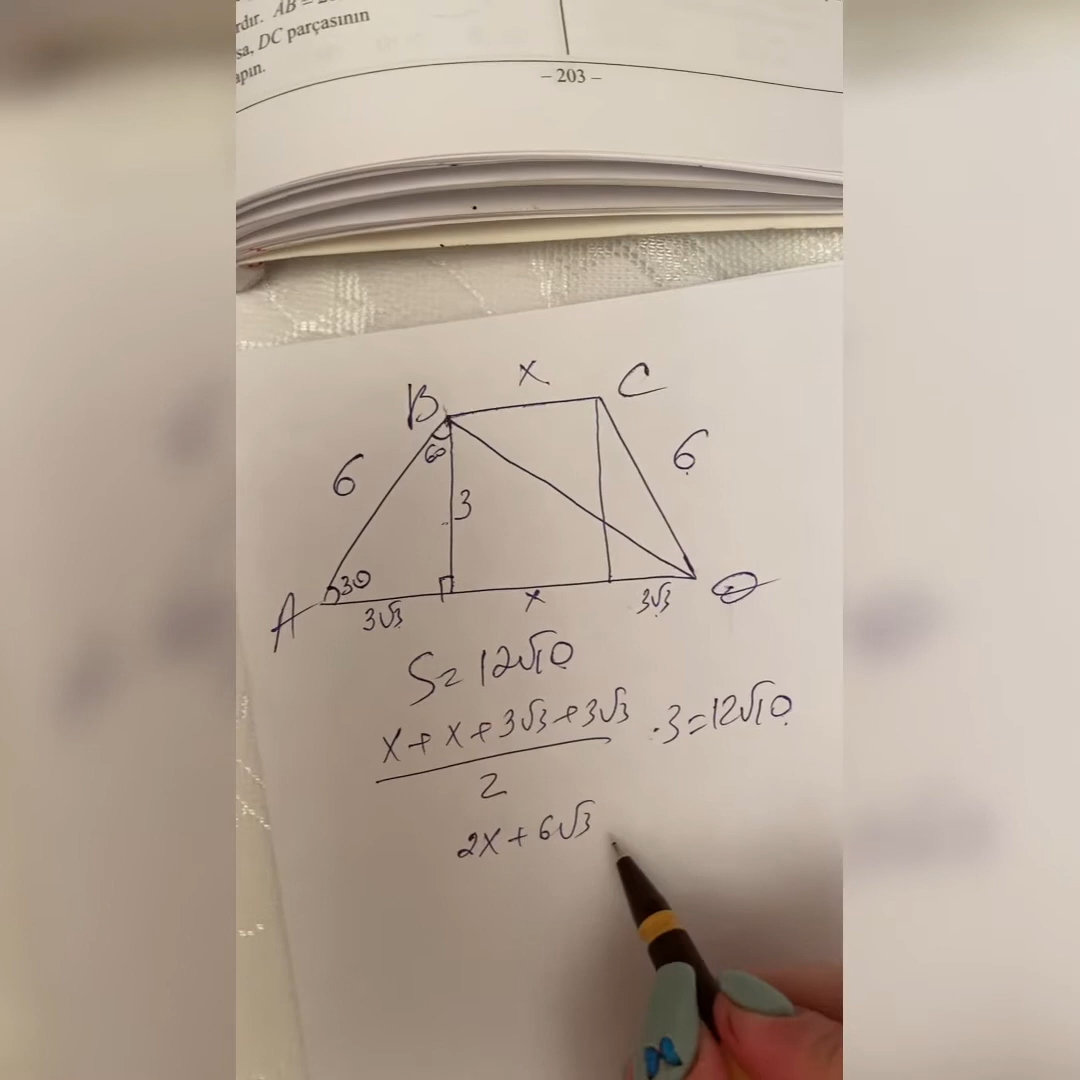 rdır. AB =
sa, DC parçasının
apın.
– 203 –
x
B C
6 60 6
3
A 30 D
3√3 x 3√3
S = 12√10
x + x + 3√3 + 3√3 / 2 · 3 = 12√10
2x + 6√3